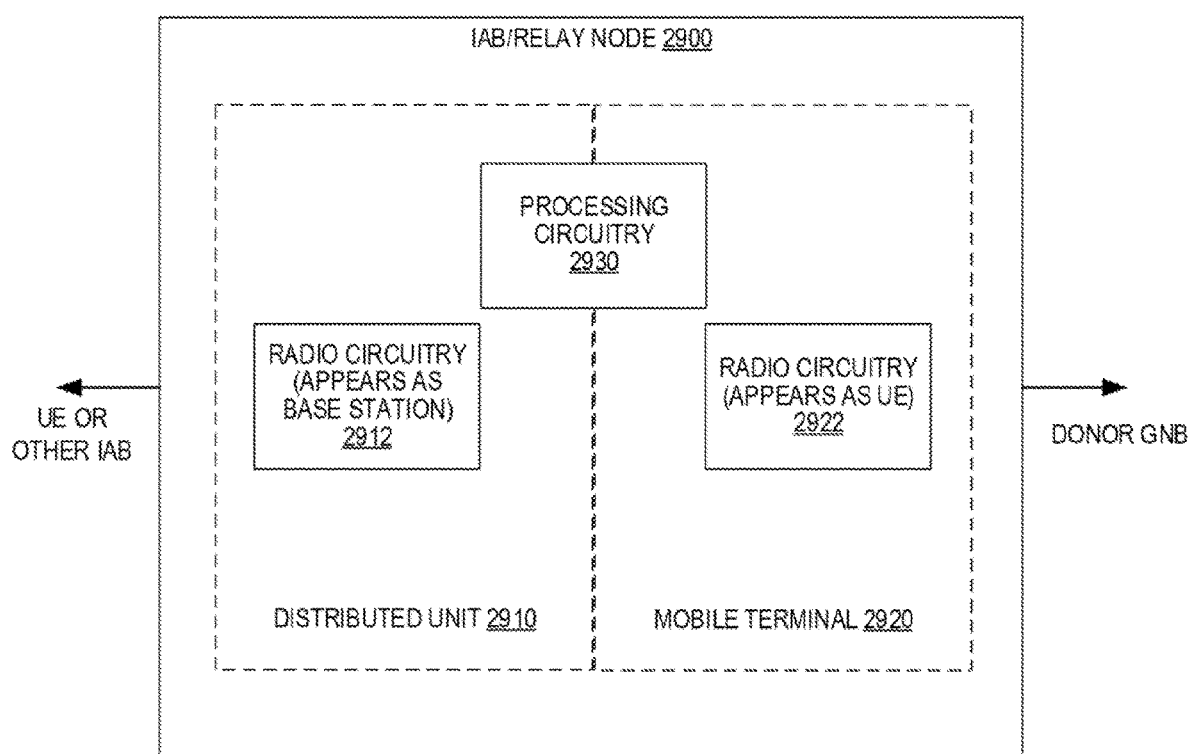 IAB/RELAY NODE 2900
PROCESSING
CIRCUITRY
2930
RADIO CIRCUITRY
(APPEARS AS
BASE STATION)
2912
RADIO CIRCUITRY
(APPEARS AS UE)
2922
UE OR
OTHER IAB
DONOR GNB
DISTRIBUTED UNIT 2910
MOBILE TERMINAL 2920